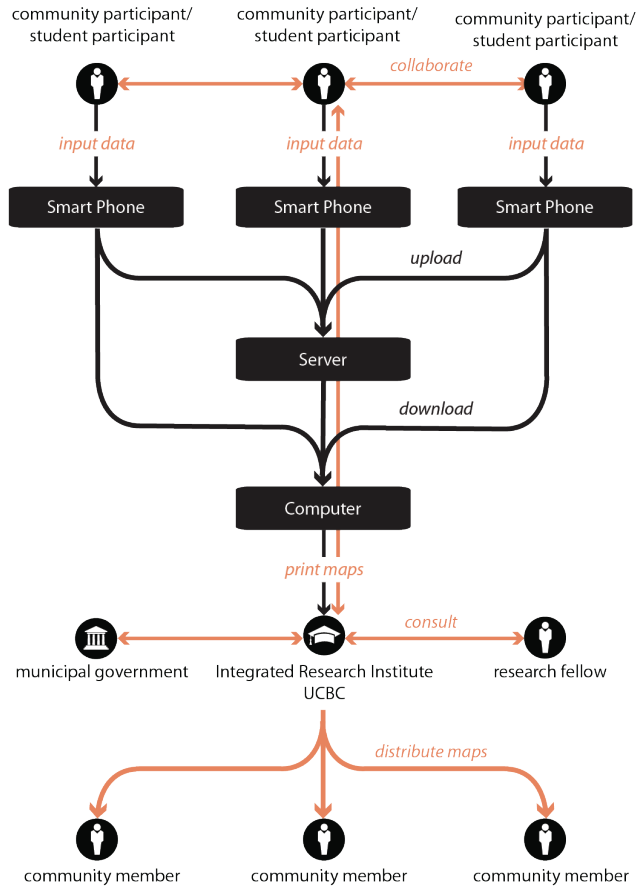 community participant/
student participant
community participant/
student participant
community participant/
student participant
collaborate
input data
input data
input data
Smart Phone
Smart Phone
Smart Phone
upload
Server
download
Computer
print maps
consult
municipal government
Integrated Research Institute
UCBC
research fellow
distribute maps
community member
community member
community member